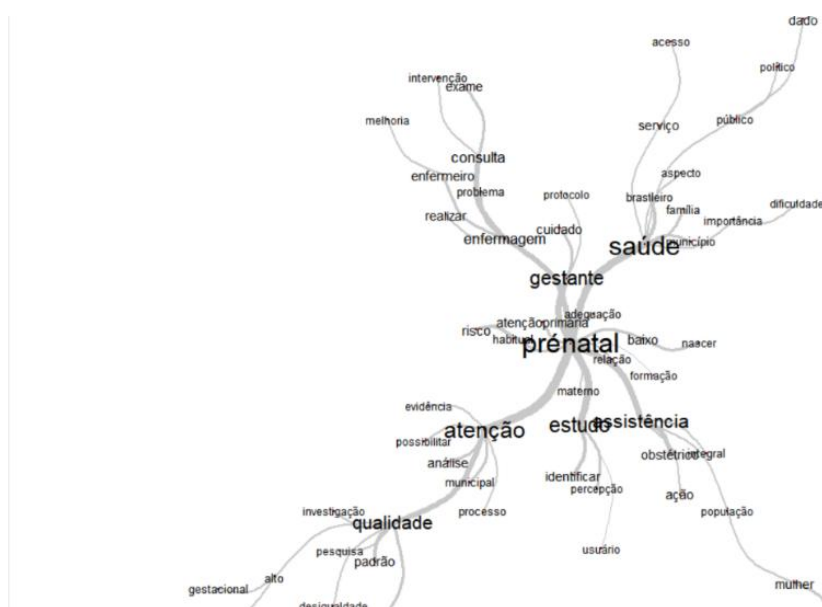 dado
acesso
político
intervenção
exame
melhoria
serviço
público
consulta
enfermeiro
aspecto
problema
protocolo
brasileiro
família
dificuldade
realizar
importância
cuidado
enfermagem
saúde
município
gestante
adequação
atenção primária
risco
habitual
prénatal
baixo
nascer
relação
formação
materno
evidência
atenção
estudo
assistência
possibilitar
obstétrico
integral
análise
identificar
municipal
percepção
ação
investigação
processo
população
qualidade
pesquisa
usuário
padrão
alto
gestacional
mulher
desigualdade